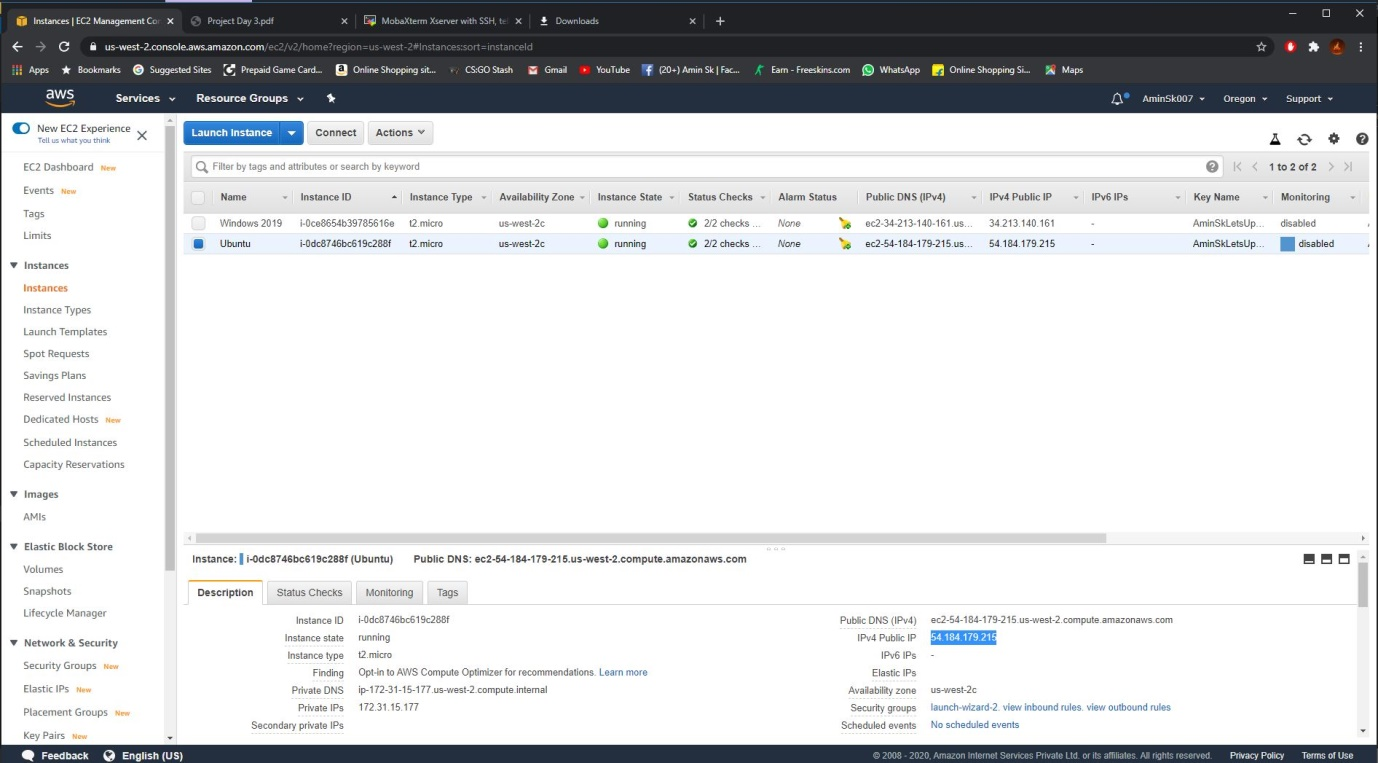 Instances | EC2 Management Con
Project Day 3.pdf
MobaXterm Xserver with SSH, tel
Downloads
us-west-2.console.aws.amazon.com/ec2/v2/home?region=us-west-2#Instances:sort=instanceId
Apps Bookmarks Suggested Sites Prepaid Game Card... Online Shopping sit... CS:GO Stash Gmail YouTube (20+) Amin Sk | Fac... Earn - Freeskins.com WhatsApp Online Shopping Si... Maps
aws Services Resource Groups AminSk007 Oregon Support
New EC2 Experience
Tell us what you think
EC2 Dashboard New
Events New
Tags
Limits
Instances
Instances
Instance Types
Launch Templates
Spot Requests
Savings Plans
Reserved Instances
Dedicated Hosts New
Scheduled Instances
Capacity Reservations
Images
AMIs
Elastic Block Store
Volumes
Snapshots
Lifecycle Manager
Network & Security
Security Groups New
Elastic IPs New
Placement Groups New
Key Pairs New
Launch Instance Connect Actions
Filter by tags and attributes or search by keyword
1 to 2 of 2
Name Instance ID Instance Type Availability Zone Instance State Status Checks Alarm Status Public DNS (IPv4) IPv4 Public IP IPv6 IPs Key Name Monitoring
Windows 2019 i-0ce8654b39785616e t2.micro us-west-2c running 2/2 checks ... None ec2-34-213-140-161.us... 34.213.140.161 - AminSkLetsUp... disabled
Ubuntu i-0dc8746bc619c288f t2.micro us-west-2c running 2/2 checks ... None ec2-54-184-179-215.us... 54.184.179.215 - AminSkLetsUp... disabled
Instance: i-0dc8746bc619c288f (Ubuntu) Public DNS: ec2-54-184-179-215.us-west-2.compute.amazonaws.com
Description Status Checks Monitoring Tags
Instance ID i-0dc8746bc619c288f
Instance state running
Instance type t2.micro
Finding Opt-in to AWS Compute Optimizer for recommendations. Learn more
Private DNS ip-172-31-15-177.us-west-2.compute.internal
Private IPs 172.31.15.177
Secondary private IPs
Public DNS (IPv4) ec2-54-184-179-215.us-west-2.compute.amazonaws.com
IPv4 Public IP 54.184.179.215
IPv6 IPs -
Elastic IPs
Availability zone us-west-2c
Security groups launch-wizard-2. view inbound rules. view outbound rules
Scheduled events No scheduled events
Feedback English (US)
© 2008 - 2020, Amazon Internet Services Private Ltd. or its affiliates. All rights reserved. Privacy Policy Terms of Use